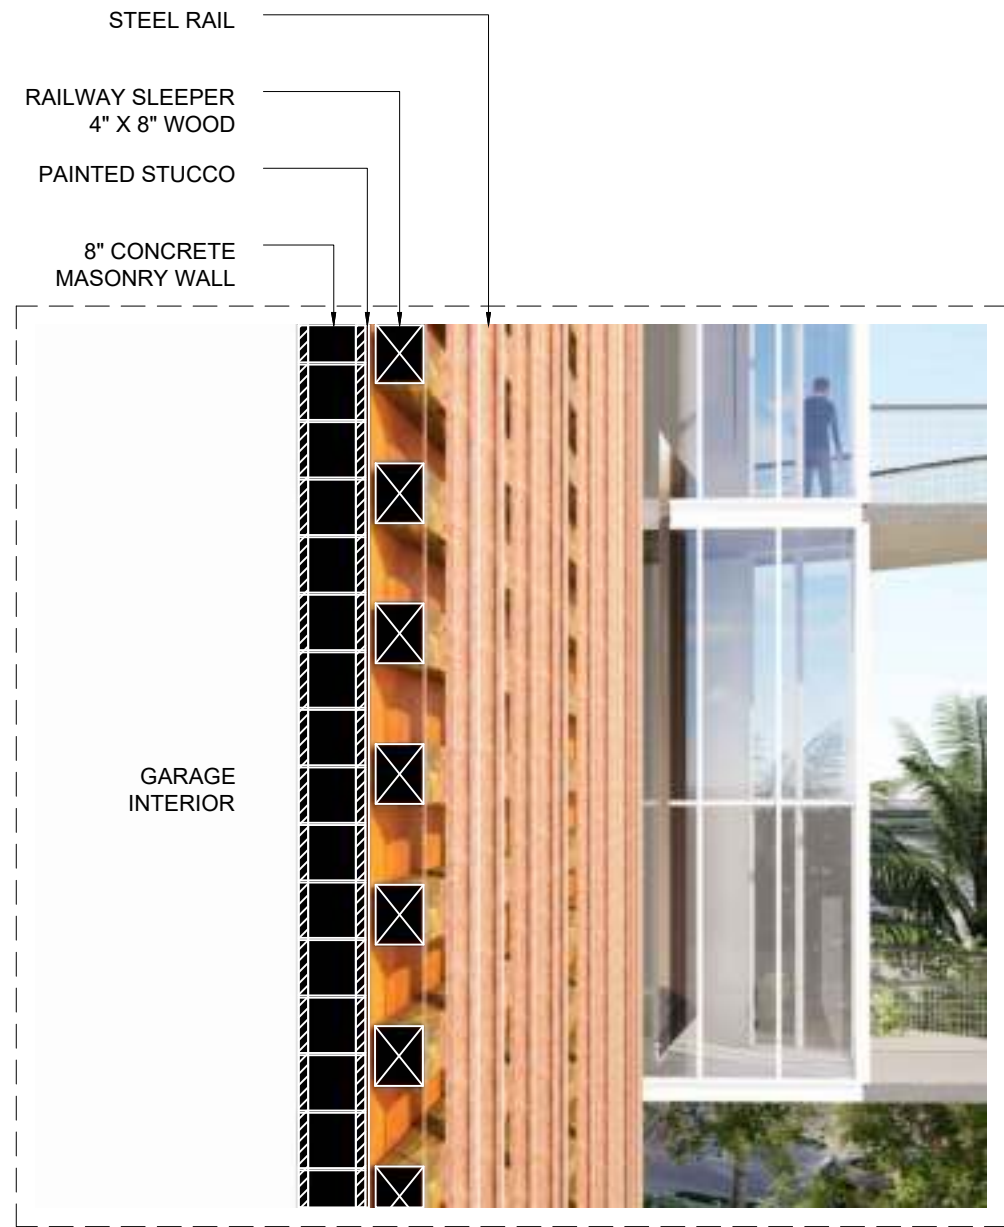 STEEL RAIL
RAILWAY SLEEPER
4" X 8" WOOD
PAINTED STUCCO
8" CONCRETE
MASONRY WALL
GARAGE
INTERIOR